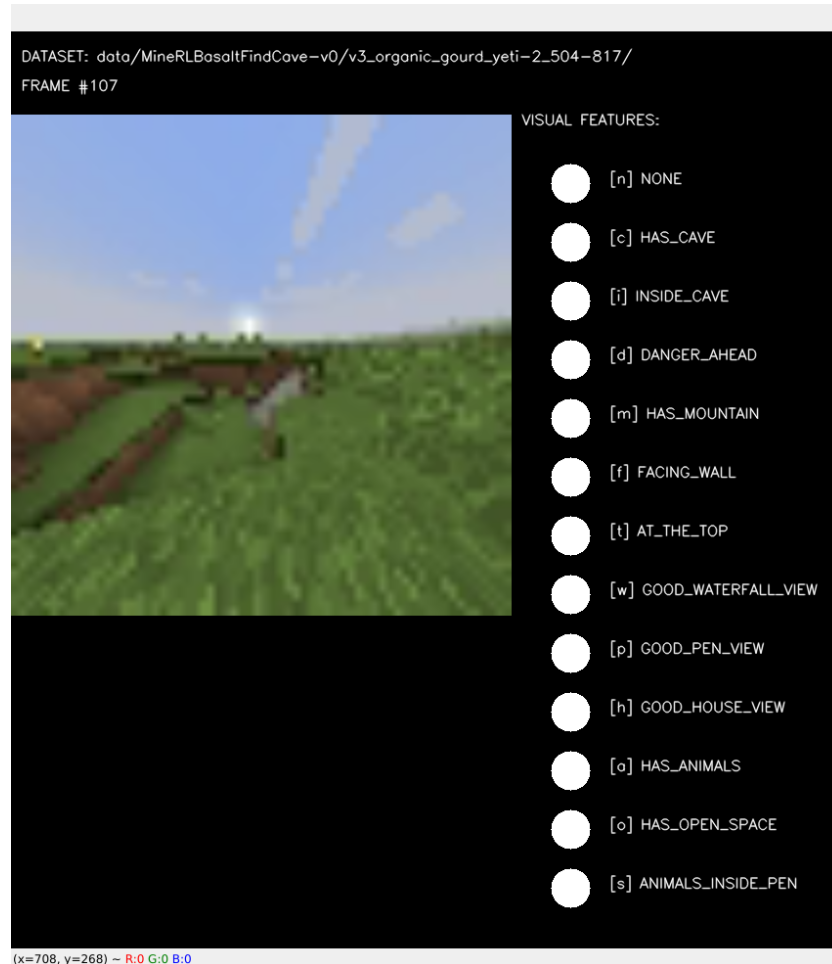 DATASET: data/MineRLBasaltFindCave-v0/v3_organic_gourd_yeti-2_504-817/
FRAME #107
VISUAL FEATURES:
[n] NONE
[c] HAS_CAVE
[i] INSIDE_CAVE
[d] DANGER_AHEAD
[m] HAS_MOUNTAIN
[f] FACING_WALL
[t] AT_THE_TOP
[w] GOOD_WATERFALL_VIEW
[p] GOOD_PEN_VIEW
[h] GOOD_HOUSE_VIEW
[a] HAS_ANIMALS
[o] HAS_OPEN_SPACE
[s] ANIMALS_INSIDE_PEN
(x=708, y=268) ~ R:0 G:0 B:0